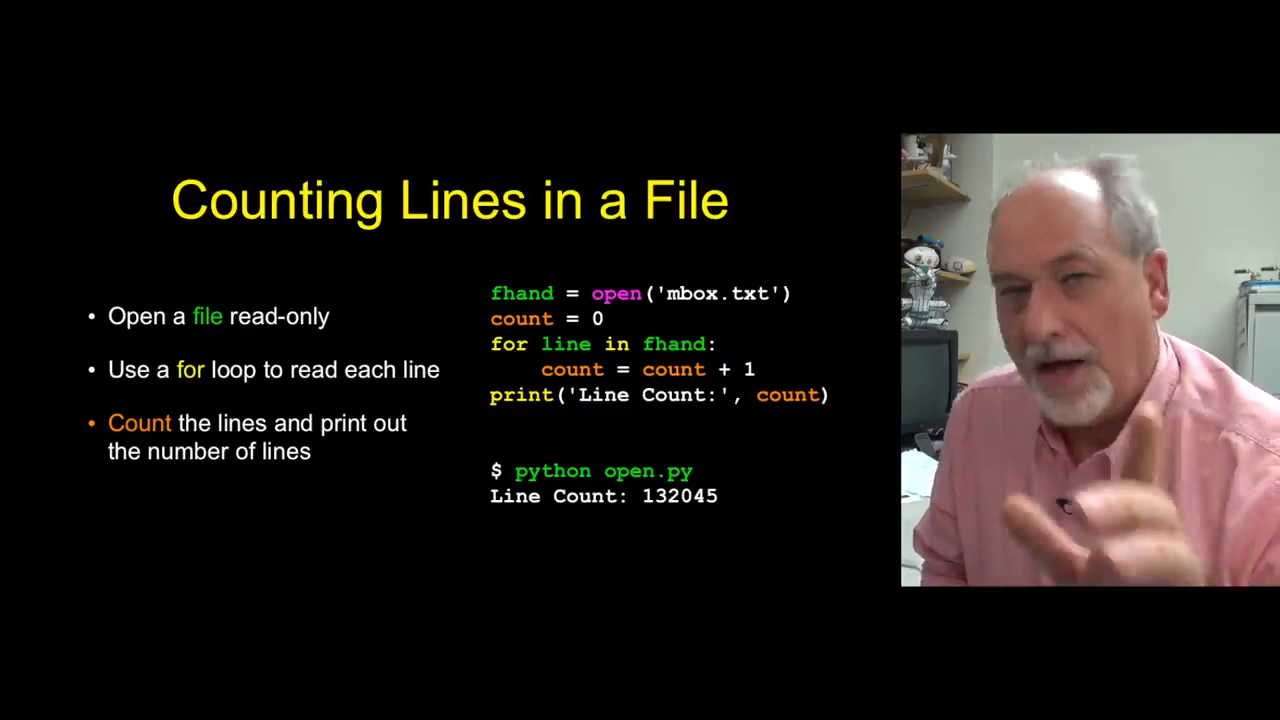 Counting Lines in a File
• Open a file read-only
• Use a for loop to read each line
• Count the lines and print out
the number of lines
fhand = open('mbox.txt')
count = 0
for line in fhand:
    count = count + 1
print('Line Count:', count)
$ python open.py
Line Count: 132045